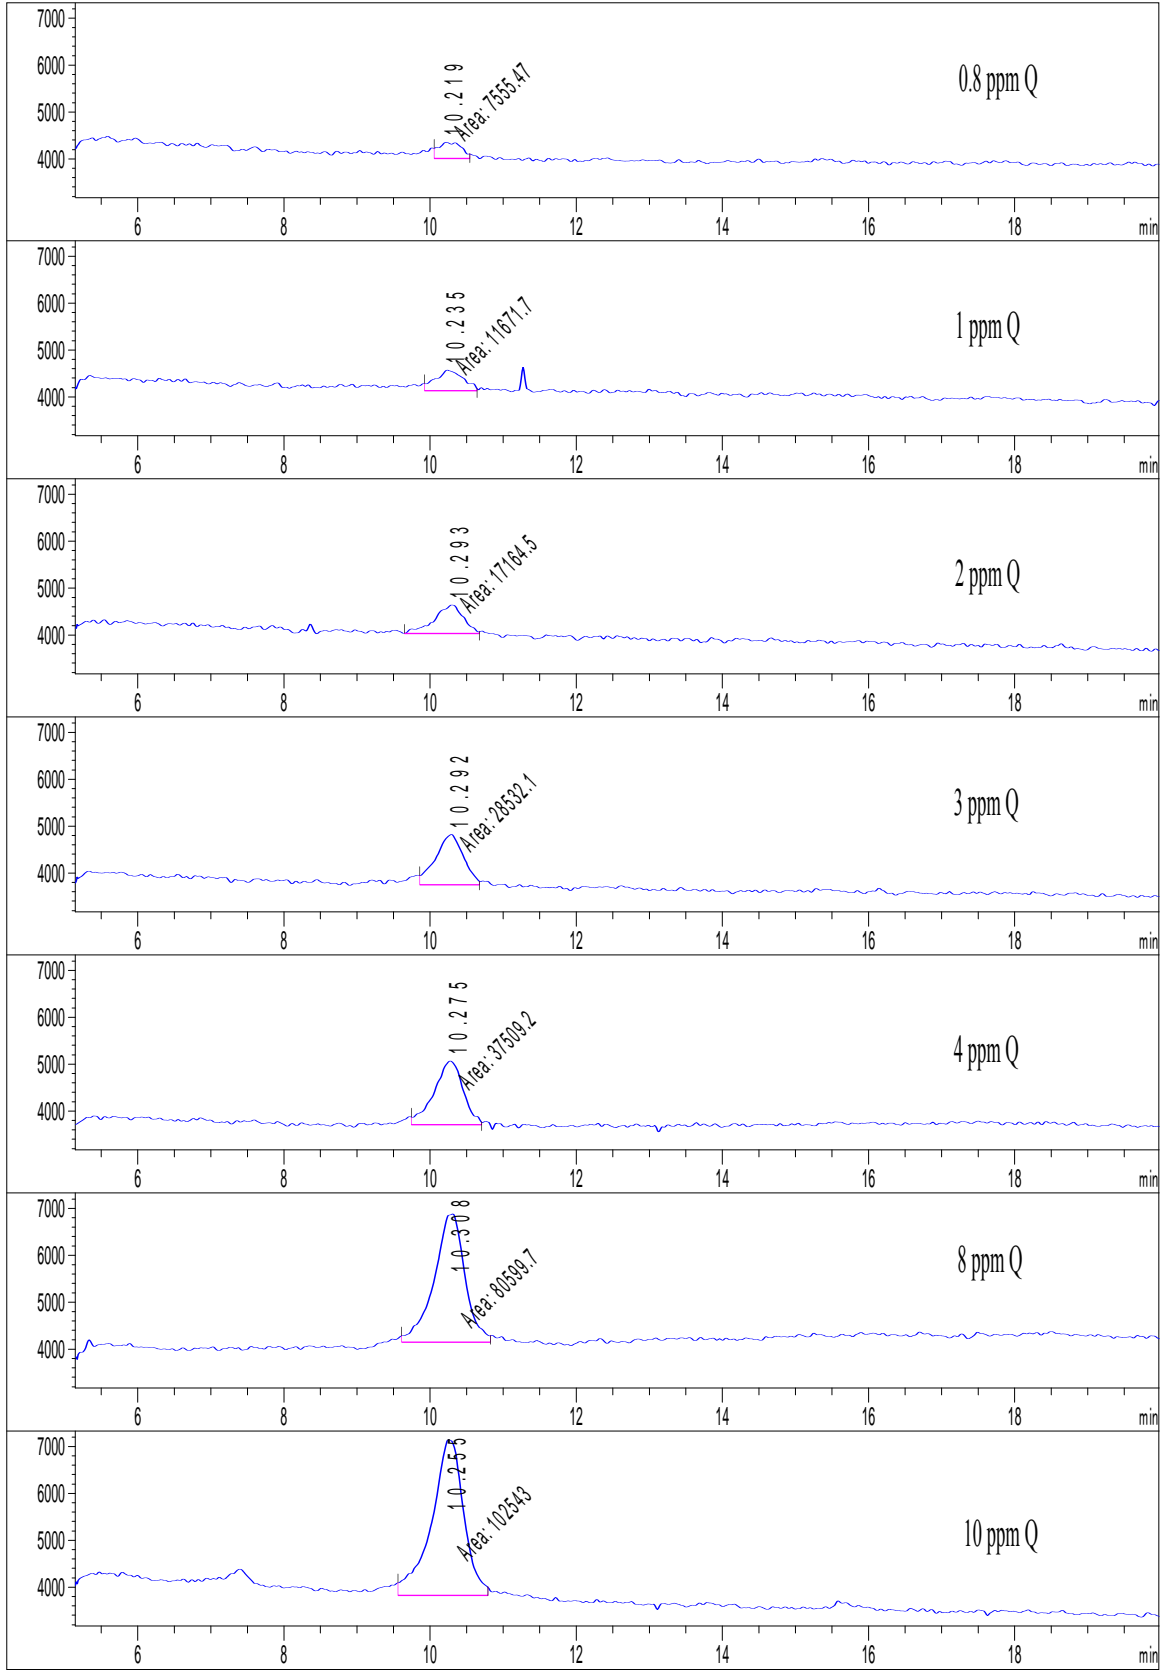 7000
6000
5000
4000
10.219
Area: 7555.47
0.8 ppm Q
6 8 10 12 14 16 18 min
7000
6000
5000
4000
10.235
Area: 11671.7
1 ppm Q
6 8 10 12 14 16 18 min
7000
6000
5000
4000
10.293
Area: 17164.5
2 ppm Q
6 8 10 12 14 16 18 min
7000
6000
5000
4000
10.292
Area: 28532.1
3 ppm Q
6 8 10 12 14 16 18 min
7000
6000
5000
4000
10.275
Area: 37509.2
4 ppm Q
6 8 10 12 14 16 18 min
7000
6000
5000
4000
10.308
Area: 80599.7
8 ppm Q
6 8 10 12 14 16 18 min
7000
6000
5000
4000
10.255
Area: 102543
10 ppm Q
6 8 10 12 14 16 18 min